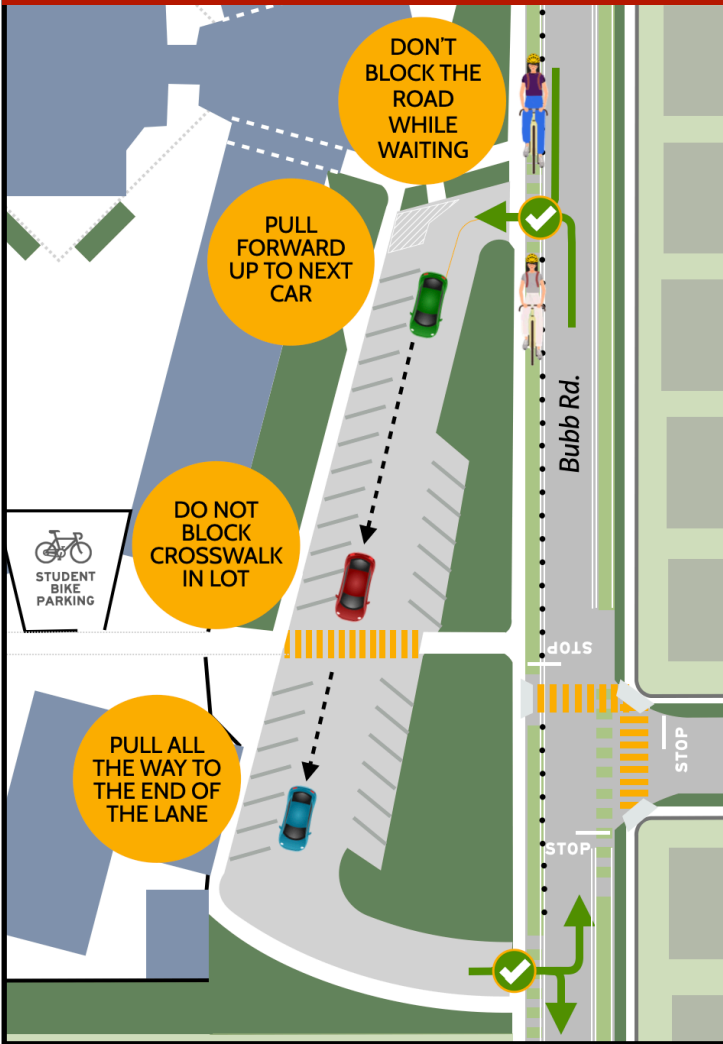 DON'T
BLOCK THE
ROAD
WHILE
WAITING
PULL
FORWARD
UP TO NEXT
CAR
Bubb Rd.
DO NOT
BLOCK
CROSSWALK
IN LOT
STUDENT
BIKE
PARKING
STOP
PULL ALL
THE WAY TO
THE END OF
THE LANE
STOP
STOP